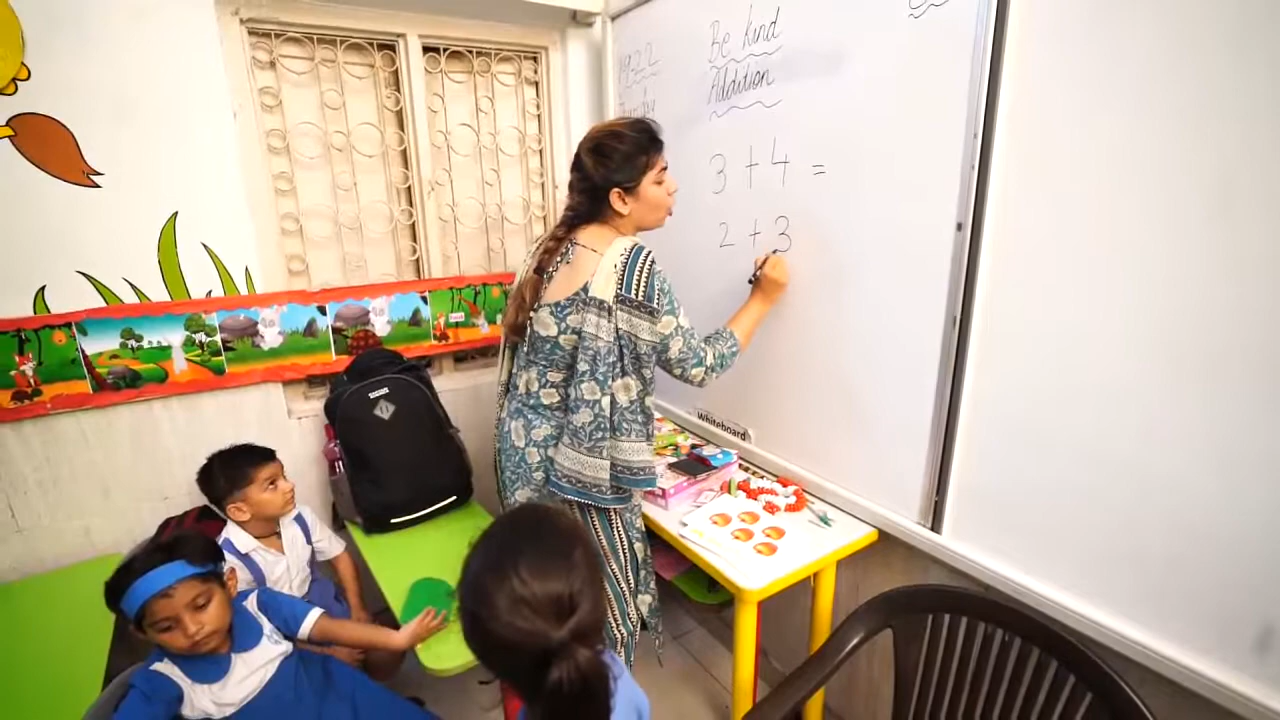 Be kind
Addition
3 + 4 =
2 + 3
Whiteboard